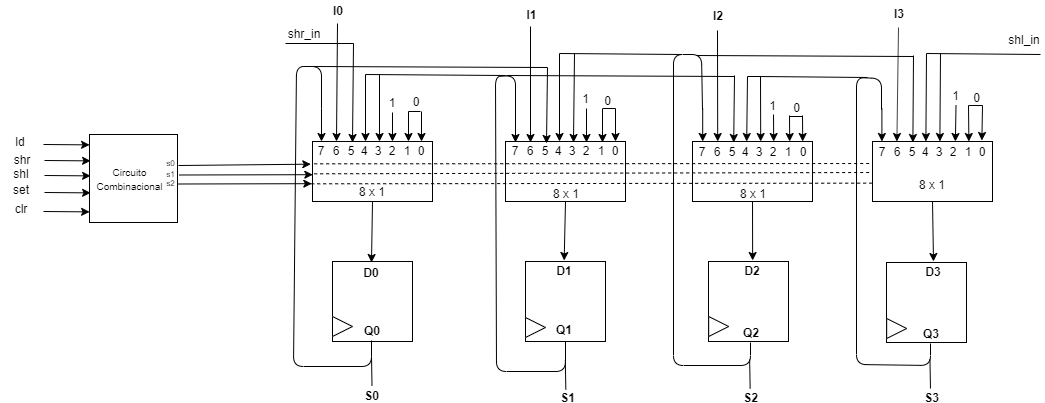 I0 I1 I2 I3
shr_in shl_in
1 0 1 0 1 0 1 0
7 6 5 4 3 2 1 0 7 6 5 4 3 2 1 0 7 6 5 4 3 2 1 0 7 6 5 4 3 2 1 0
ld
shr
shl
set
clr
Circuito
Combinacional
s0
s1
s2
8 x 1 8 x 1 8 x 1 8 x 1
D0 D1 D2 D3
Q0 Q1 Q2 Q3
S0 S1 S2 S3